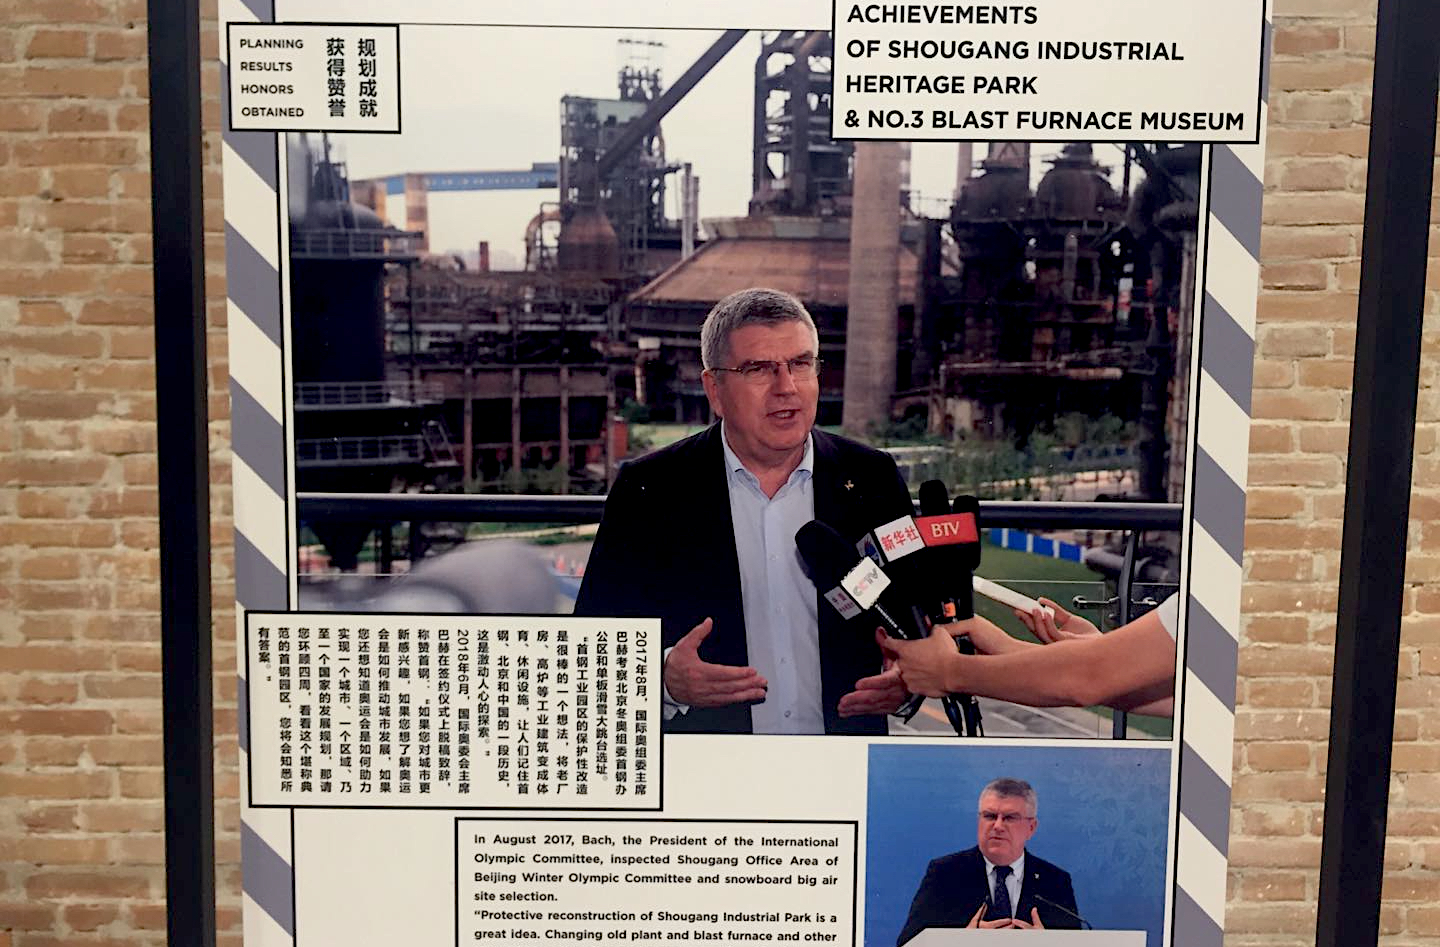 PLANNING
RESULTS
HONORS
OBTAINED
规划成就
获得赞誉
ACHIEVEMENTS
OF SHOUGANG INDUSTRIAL
HERITAGE PARK
& NO.3 BLAST FURNACE MUSEUM
新华社
BTV
2017年8月，国际奥组委主席
巴赫考察北京冬奥组委首钢办
公区和单板滑雪大跳台选址。
“首钢工业园区的保护性改造
是很棒的一个想法，将老厂
房、高炉等工业建筑变成体
育、休闲设施，让人们记住首
钢、北京和中国的一段历史，
这是激动人心的探索。”
2018年6月，国际奥委会主席
巴赫在签约仪式上脱稿致辞，
称赞首钢：“如果您对城市更
新感兴趣，如果您想了解奥运
会是如何推动城市发展，如果
您还想知道奥运会是如何助力
实现一个城市、一个区域、乃
至一个国家的发展规划，那请
您环顾四周，看看这个堪称典
范的首钢园区，您将会知悉所
有答案。”
In August 2017, Bach, the President of the International
Olympic Committee, inspected Shougang Office Area of
Beijing Winter Olympic Committee and snowboard big air
site selection.
“Protective reconstruction of Shougang Industrial Park is a
great idea. Changing old plant and blast furnace and other